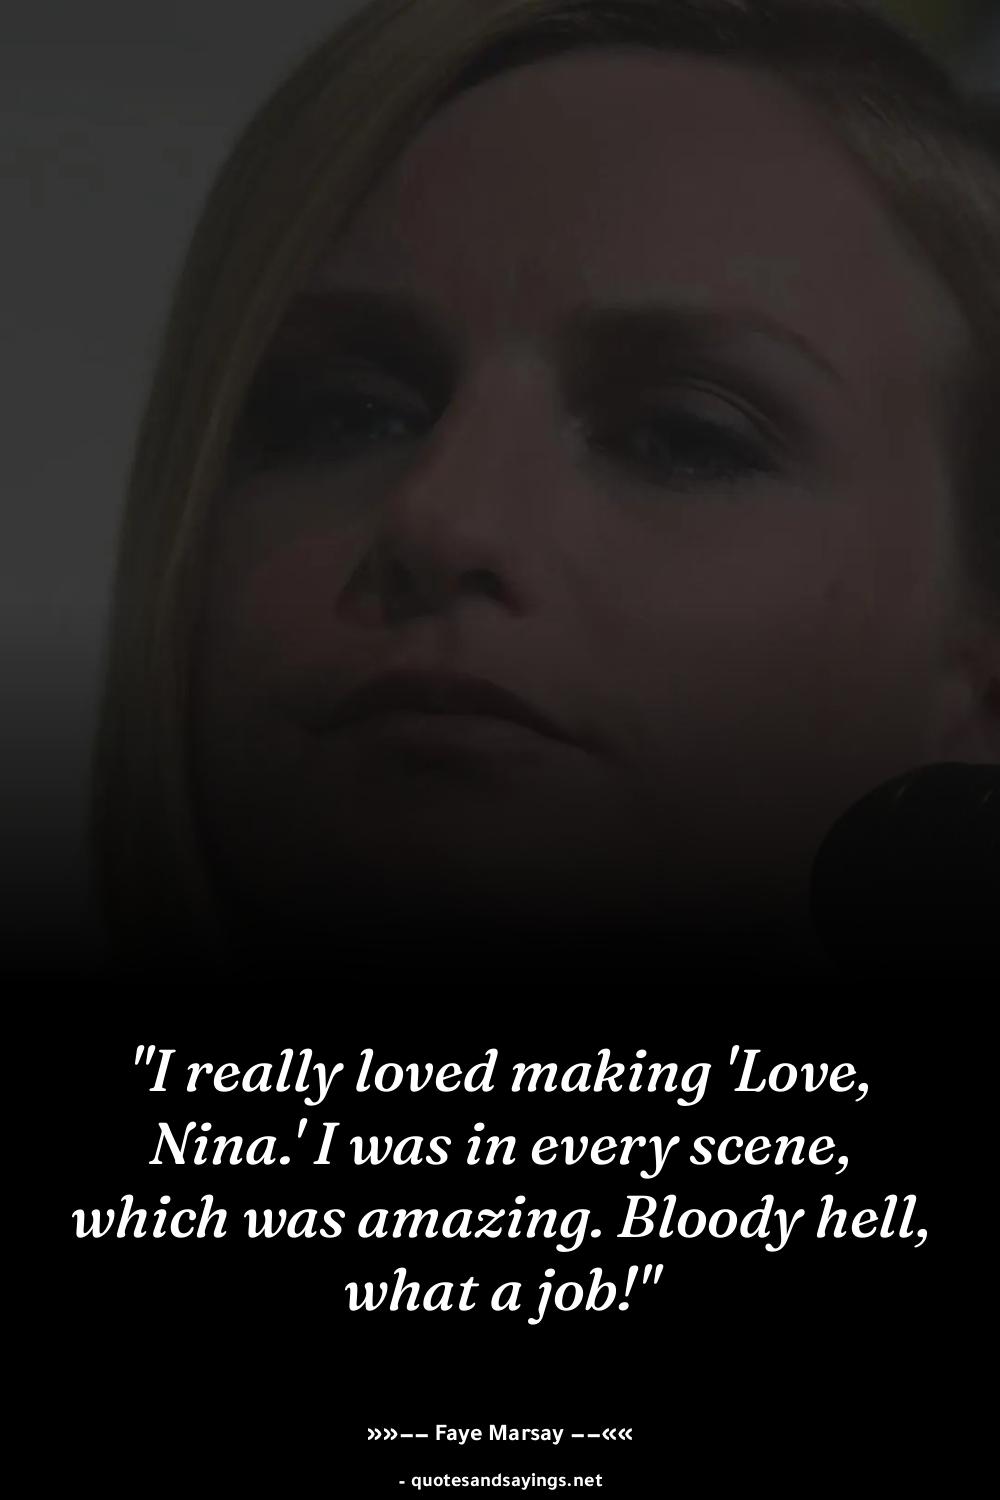 "I really loved making 'Love,
Nina.' I was in every scene,
which was amazing. Bloody hell,
what a job!"
»»–– Faye Marsay ––««
- quotesandsayings.net